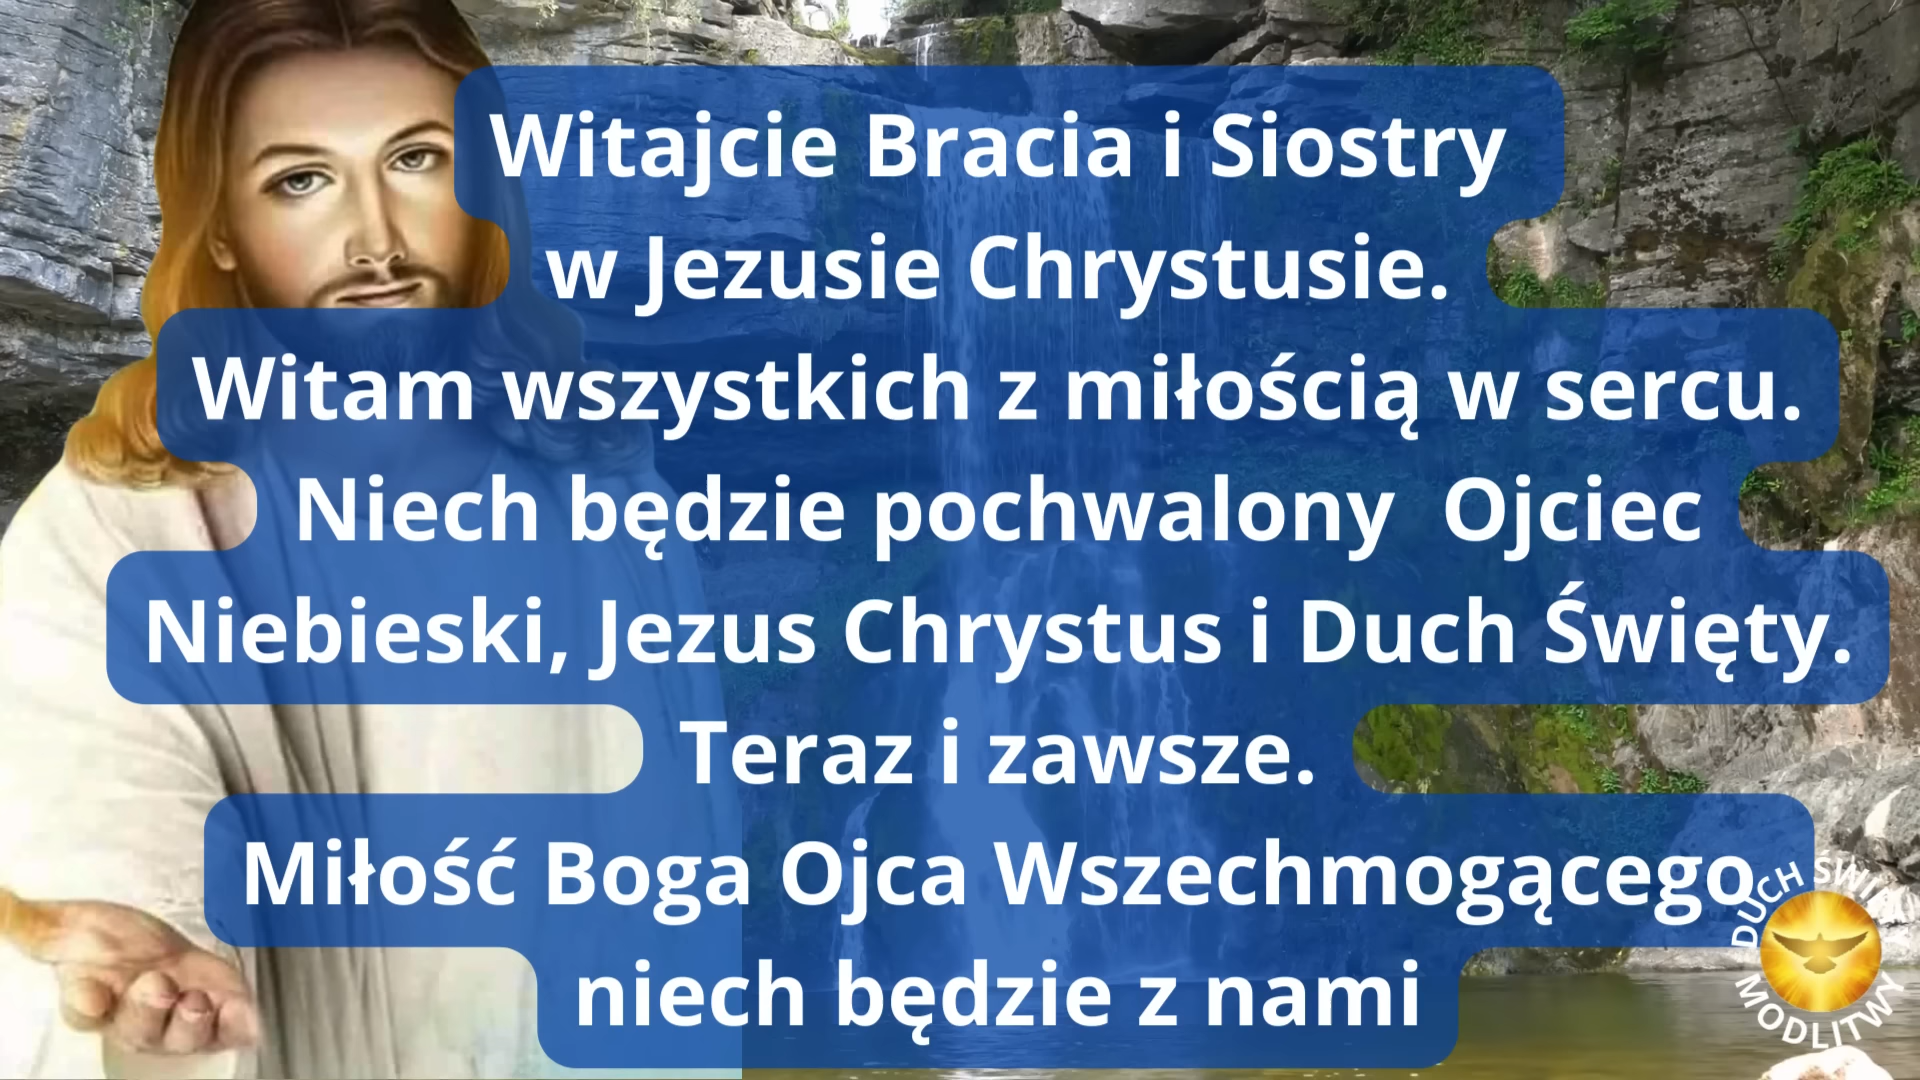 Witajcie Bracia i Siostry
w Jezusie Chrystusie.
Witam wszystkich z miłością w sercu.
Niech będzie pochwalony  Ojciec
Niebieski, Jezus Chrystus i Duch Święty.
Teraz i zawsze.
Miłość Boga Ojca Wszechmogącego
niech będzie z nami
DUCH
MODLITWY